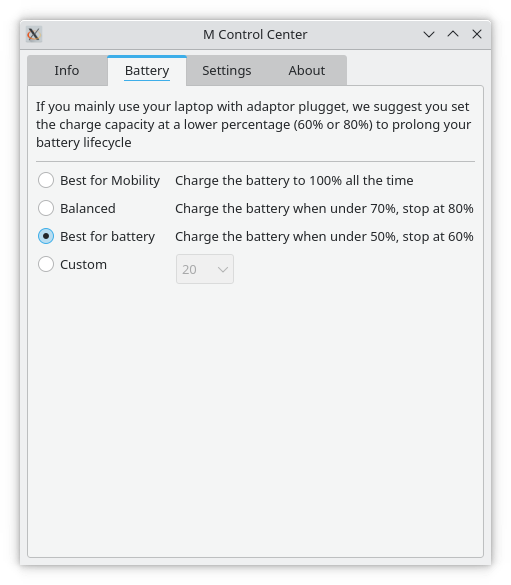 M Control Center
Info Battery Settings About
If you mainly use your laptop with adaptor plugget, we suggest you set
the charge capacity at a lower percentage (60% or 80%) to prolong your
battery lifecycle
Best for Mobility Charge the battery to 100% all the time
Balanced Charge the battery when under 70%, stop at 80%
Best for battery Charge the battery when under 50%, stop at 60%
Custom 20